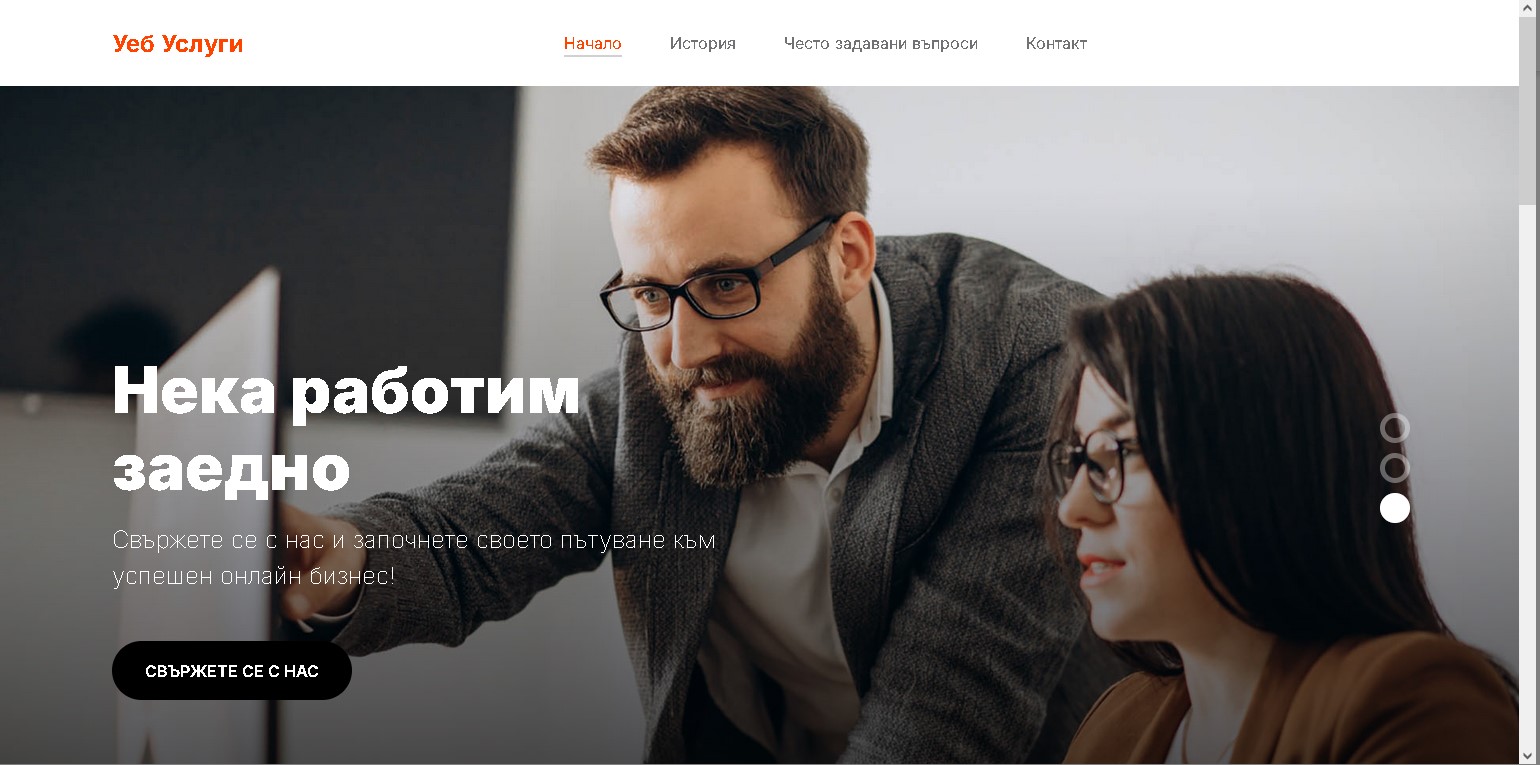 Уеб Услуги
Начало
История
Често задавани въпроси
Контакт
Нека работим
заедно
Свържете се с нас и започнете своето пътуване към
успешен онлайн бизнес!
СВЪРЖЕТЕ СЕ С НАС